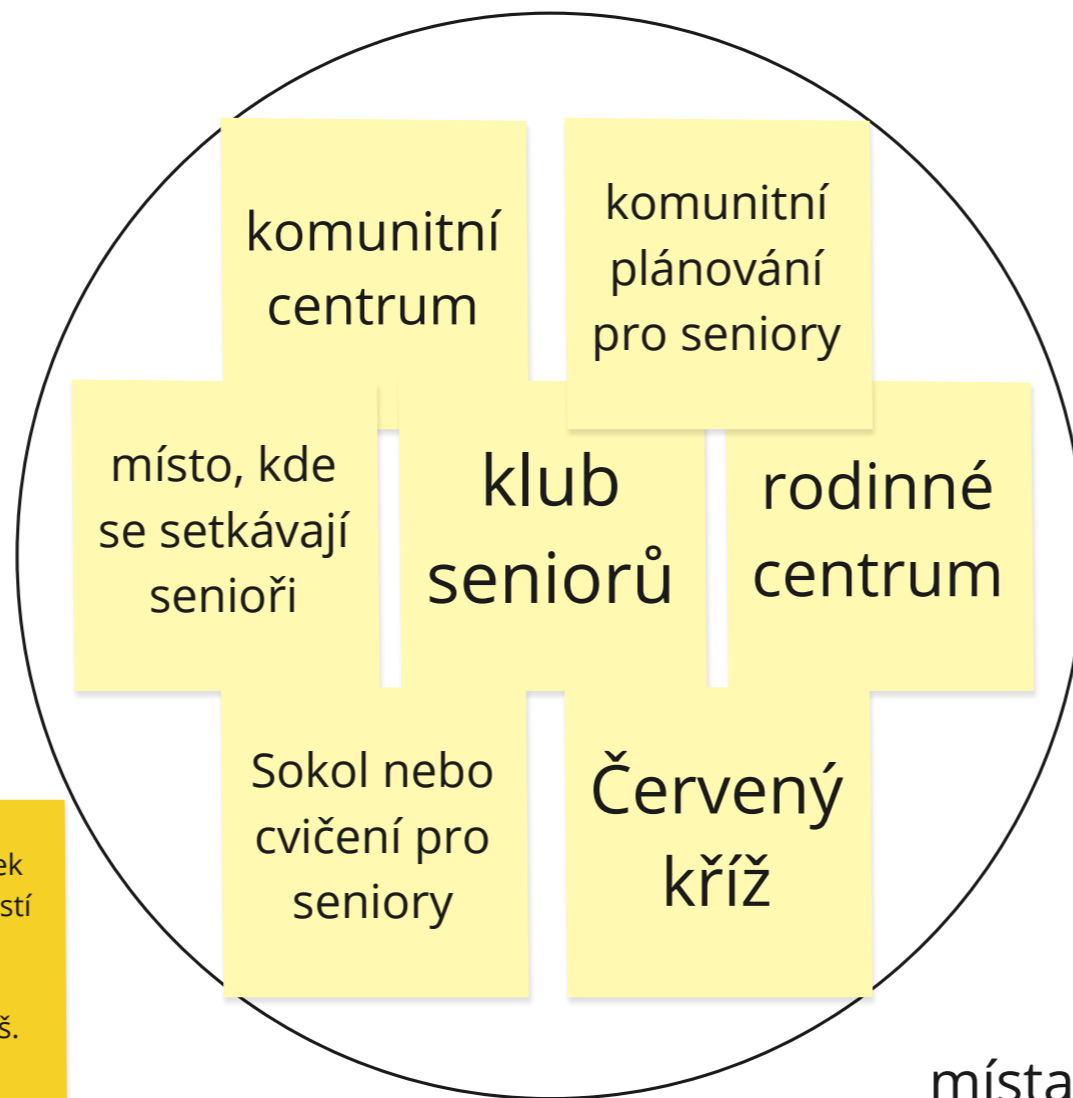 komunitní
centrum
komunitní
plánování
pro seniory
místo, kde
se setkávají
senioři
klub
seniorů
rodinné
centrum
Sokol nebo
cvičení pro
seniory
Červený
kříž
místa